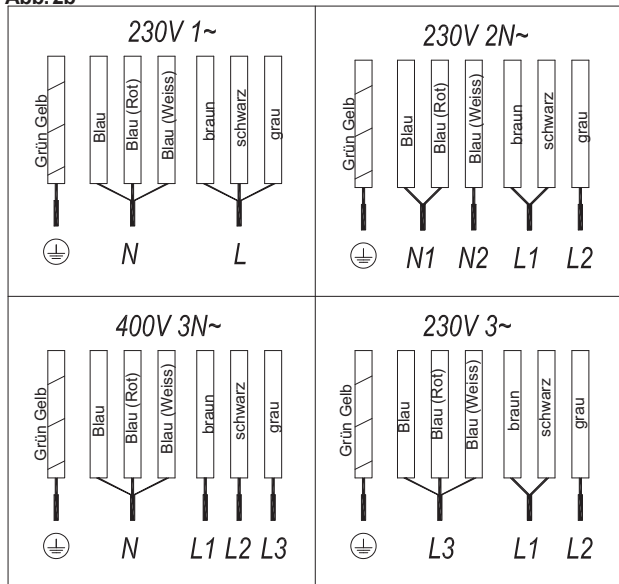 Abb. 2b
230V 1~
Grün Gelb
Blau
Blau (Rot)
Blau (Weiss)
braun
schwarz
grau
N
L
230V 2N~
Grün Gelb
Blau
Blau (Rot)
Blau (Weiss)
braun
schwarz
grau
N1 N2 L1 L2
400V 3N~
Grün Gelb
Blau
Blau (Rot)
Blau (Weiss)
braun
schwarz
grau
N L1 L2 L3
230V 3~
Grün Gelb
Blau
Blau (Rot)
Blau (Weiss)
braun
schwarz
grau
L3 L1 L2